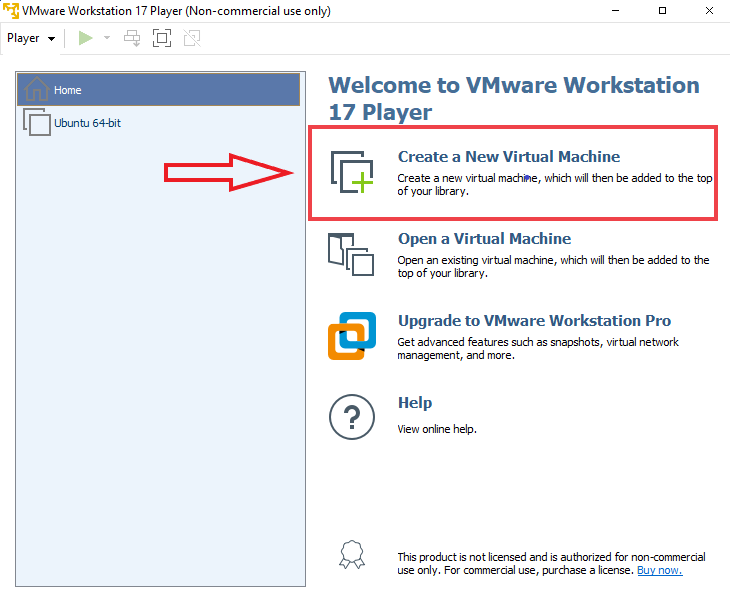 VMware Workstation 17 Player (Non-commercial use only)
Player
Home
Ubuntu 64-bit
Welcome to VMware Workstation
17 Player
Create a New Virtual Machine
Create a new virtual machine, which will then be added to the top
of your library.
Open a Virtual Machine
Open an existing virtual machine, which will then be added to the
top of your library.
Upgrade to VMware Workstation Pro
Get advanced features such as snapshots, virtual network
management, and more.
?
Help
View online help.
This product is not licensed and is authorized for non-commercial
use only. For commercial use, purchase a license. Buy now.